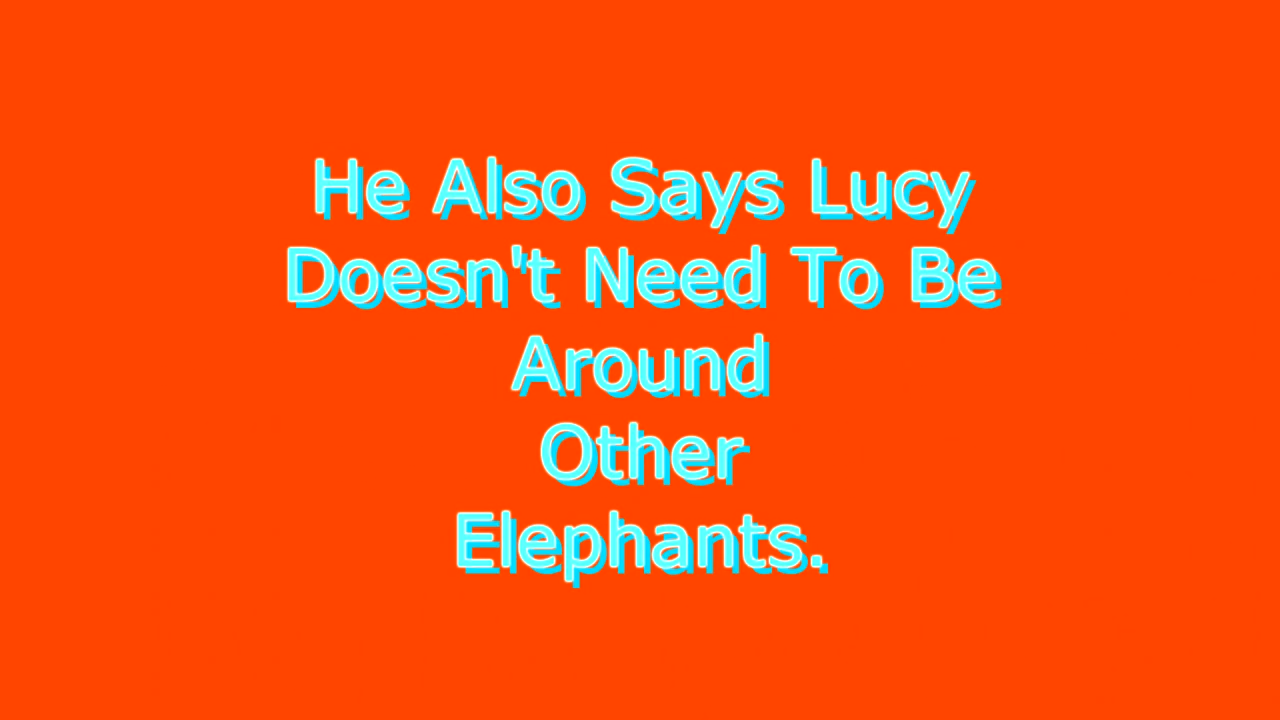 He Also Says Lucy
Doesn't Need To Be
Around
Other
Elephants.